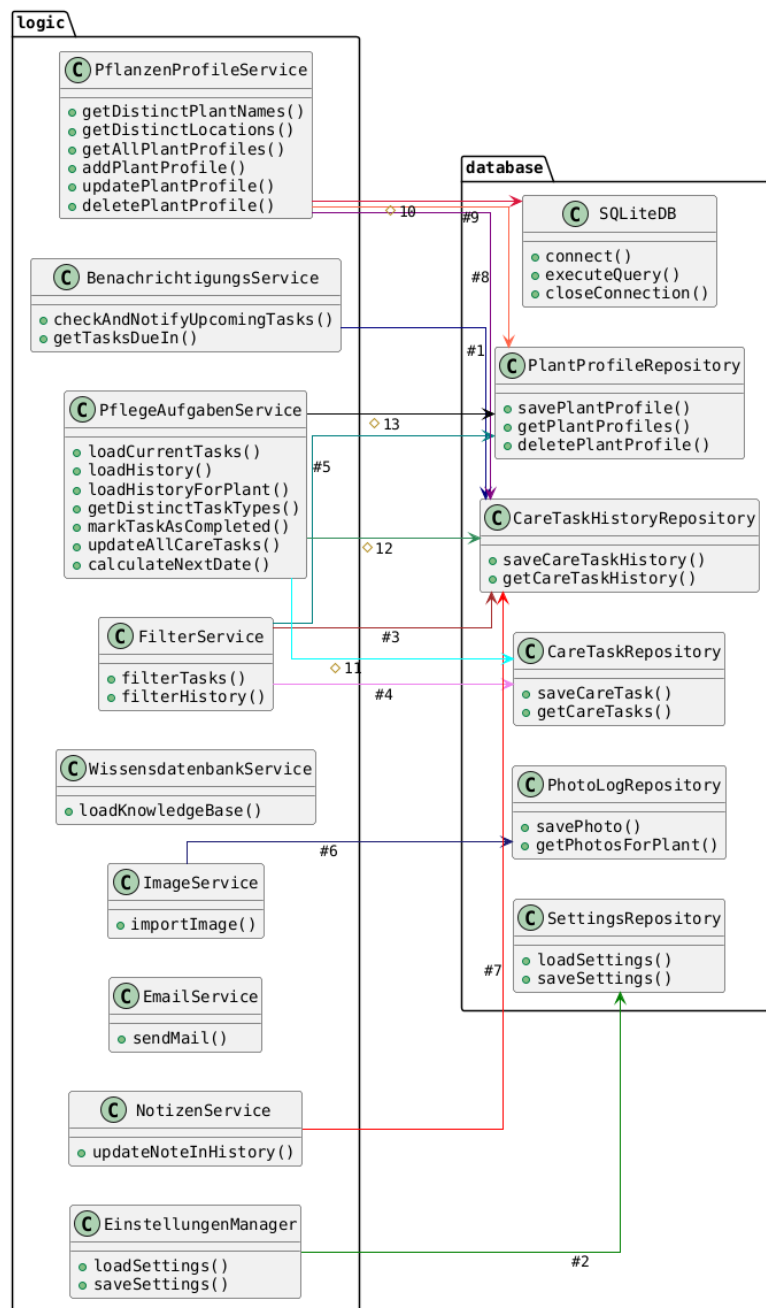 logic
C PflanzenProfileService
getDistinctPlantNames()
getDistinctLocations()
getAllPlantProfiles()
addPlantProfile()
updatePlantProfile()
deletePlantProfile()
C BenachrichtigungsService
checkAndNotifyUpcomingTasks()
getTasksDueIn()
C PflegeAufgabenService
loadCurrentTasks()
loadHistory()
loadHistoryForPlant()
getDistinctTaskTypes()
markTaskAsCompleted()
updateAllCareTasks()
calculateNextDate()
C FilterService
filterTasks()
filterHistory()
C WissensdatenbankService
loadKnowledgeBase()
C ImageService
importImage()
C EmailService
sendMail()
C NotizenService
updateNoteInHistory()
C EinstellungenManager
loadSettings()
saveSettings()
10
#9
#8
#1
13
#5
12
#3
11
#4
#6
#7
#2
database
C SQLiteDB
connect()
executeQuery()
closeConnection()
C PlantProfileRepository
savePlantProfile()
getPlantProfiles()
deletePlantProfile()
C CareTaskHistoryRepository
saveCareTaskHistory()
getCareTaskHistory()
C CareTaskRepository
saveCareTask()
getCareTasks()
C PhotoLogRepository
savePhoto()
getPhotosForPlant()
C SettingsRepository
loadSettings()
saveSettings()